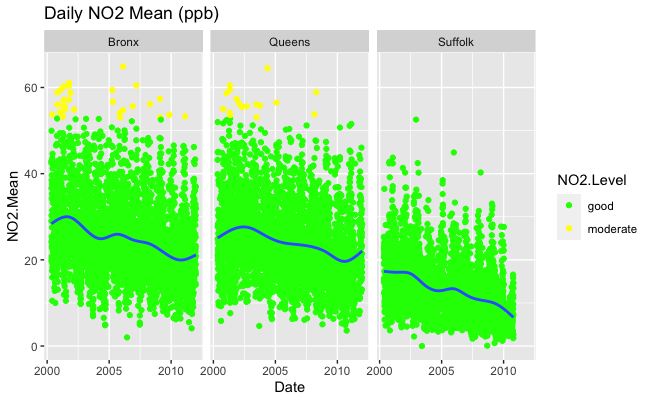 Daily NO2 Mean (ppb)
Bronx
Queens
Suffolk
NO2.Mean
60
40
20
0
2000
2005
2010
2000
2005
2010
2000
2005
2010
Date
NO2.Level
good
moderate